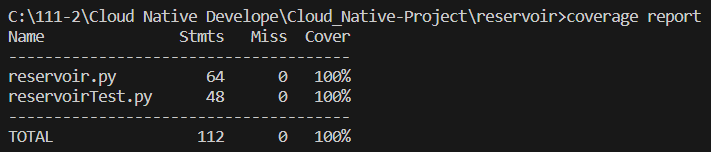 C:\111-2\Cloud Native Develope\Cloud_Native-Project\reservoir>coverage report
Name                Stmts   Miss  Cover
---------------------------------------
reservoir.py           64      0   100%
reservoirTest.py       48      0   100%
---------------------------------------
TOTAL                 112      0   100%